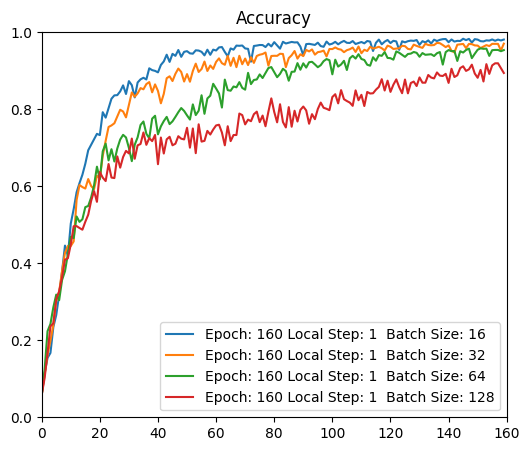 Accuracy
1.0
0.8
0.6
0.4
0.2
0.0
0 20 40 60 80 100 120 140 160
Epoch: 160 Local Step: 1  Batch Size: 16
Epoch: 160 Local Step: 1  Batch Size: 32
Epoch: 160 Local Step: 1  Batch Size: 64
Epoch: 160 Local Step: 1  Batch Size: 128